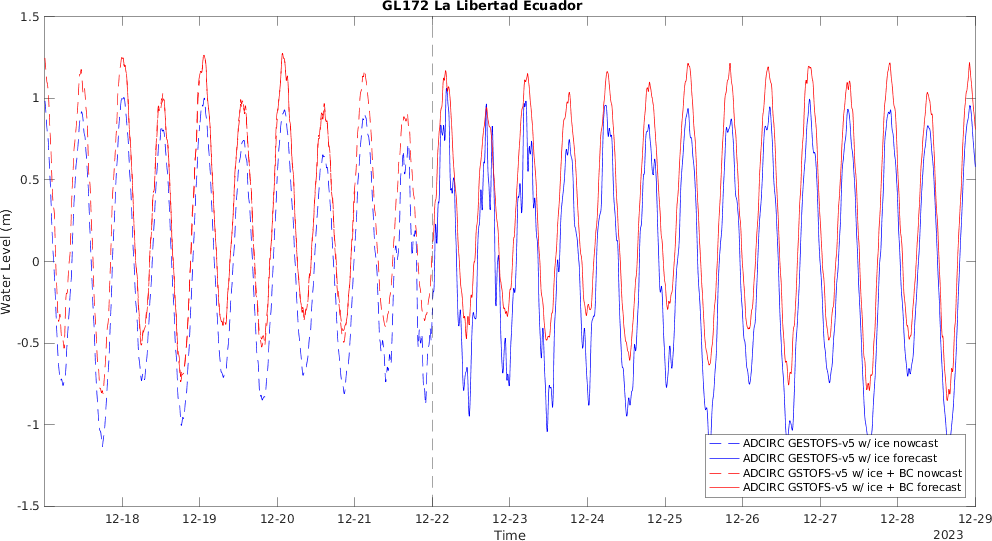 GL172 La Libertad Ecuador
1.5
1
0.5
0
-0.5
-1
-1.5
Water Level (m)
ADCIRC GESTOFS-v5 w/ ice nowcast
ADCIRC GESTOFS-v5 w/ ice forecast
ADCIRC GSTOFS-v5 w/ ice + BC nowcast
ADCIRC GSTOFS-v5 w/ ice + BC forecast
12-18 12-19 12-20 12-21 12-22 12-23 12-24 12-25 12-26 12-27 12-28 12-29
Time
2023